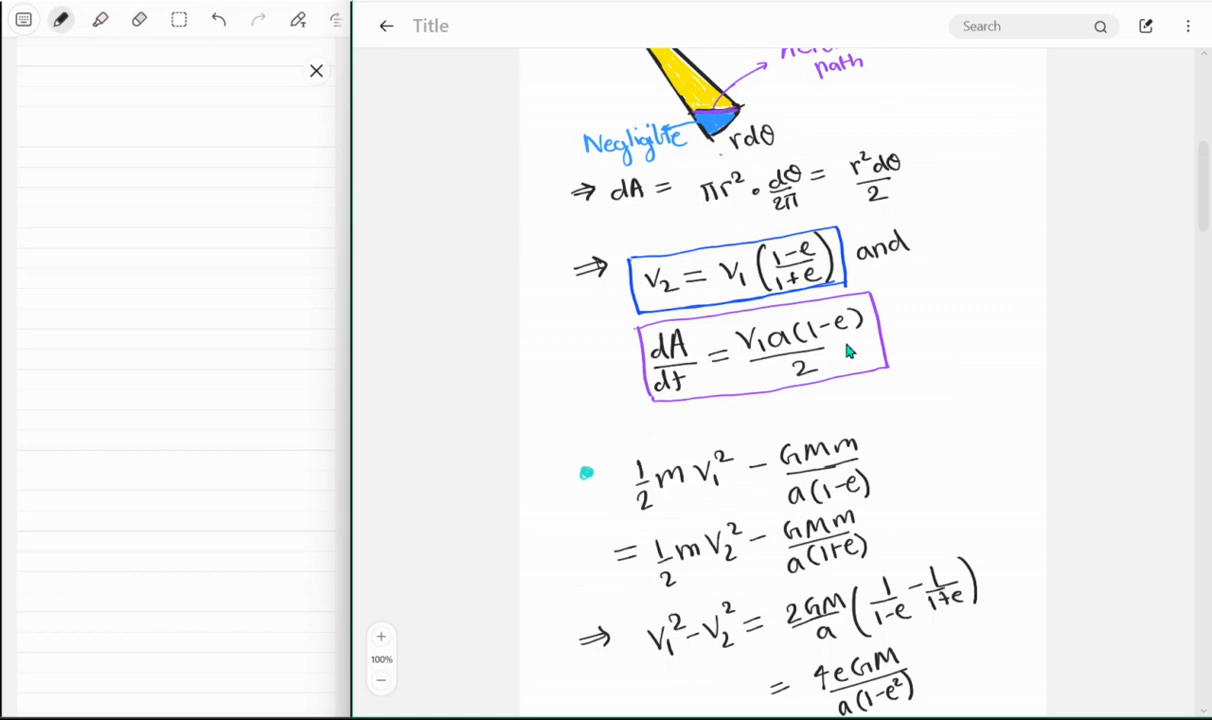 Title
Search
path
Negligible
rdθ
⇒ dA = πr² • dθ/2π = r²dθ/2
⇒ V₂ = V₁ (1-e/1+e) and
dA/dt = V₁a(1-e)/2
• 1/2 m V₁² - GMm/a(1-e)
= 1/2 m V₂² - GMm/a(1+e)
⇒ V₁² - V₂² = 2GM/a (1/1-e - 1/1+e)
= 4eGM/a(1-e²)
100%